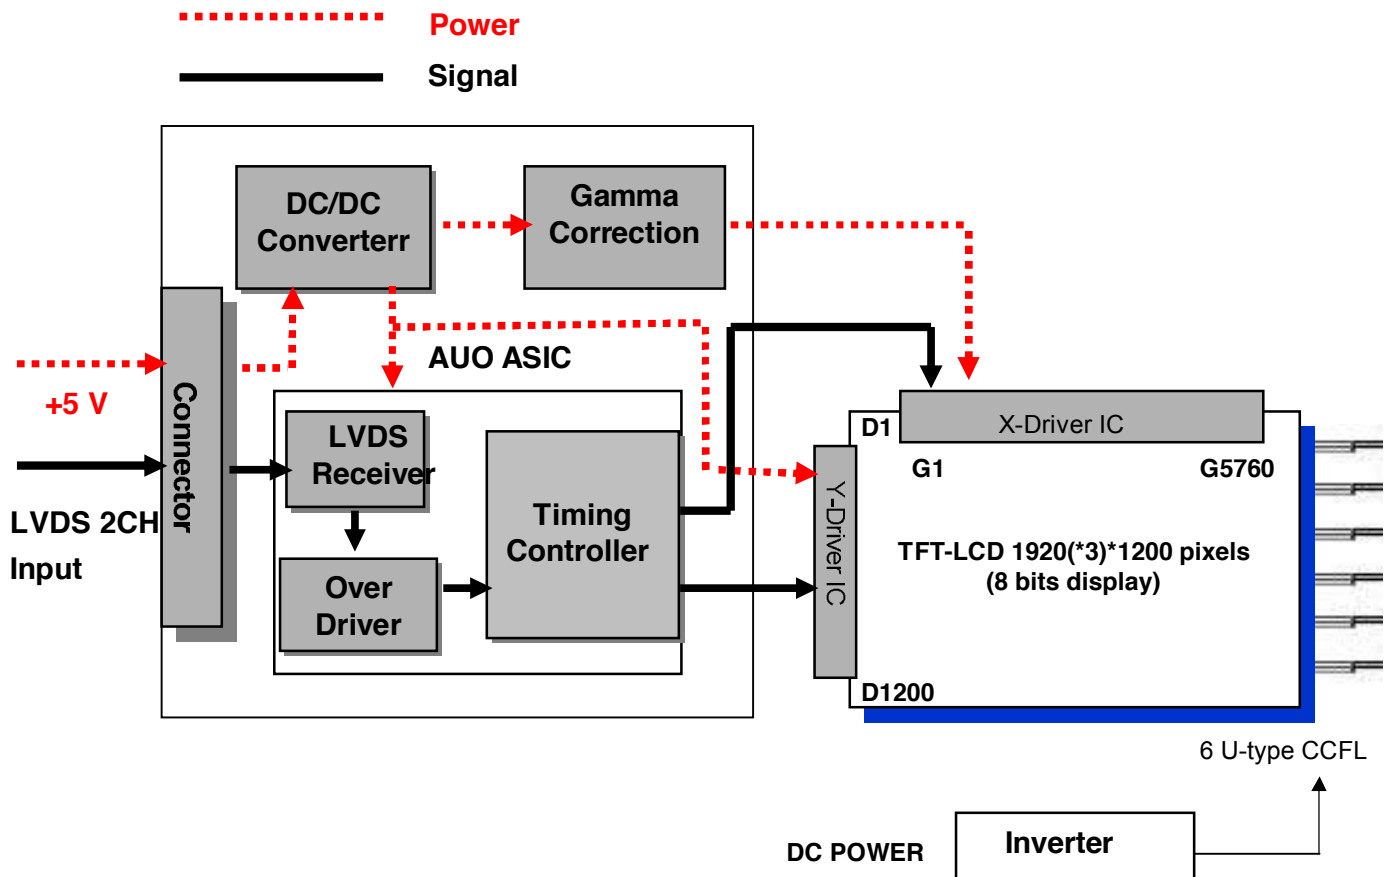 Power
Signal
DC/DC
Converterr
Gamma
Correction
AUO ASIC
+5 V
Connector
LVDS 2CH
Input
LVDS
Receiver
Over
Driver
Timing
Controller
D1
X-Driver IC
G1
G5760
Y-Driver IC
TFT-LCD 1920(*3)*1200 pixels
(8 bits display)
D1200
6 U-type CCFL
DC POWER
Inverter